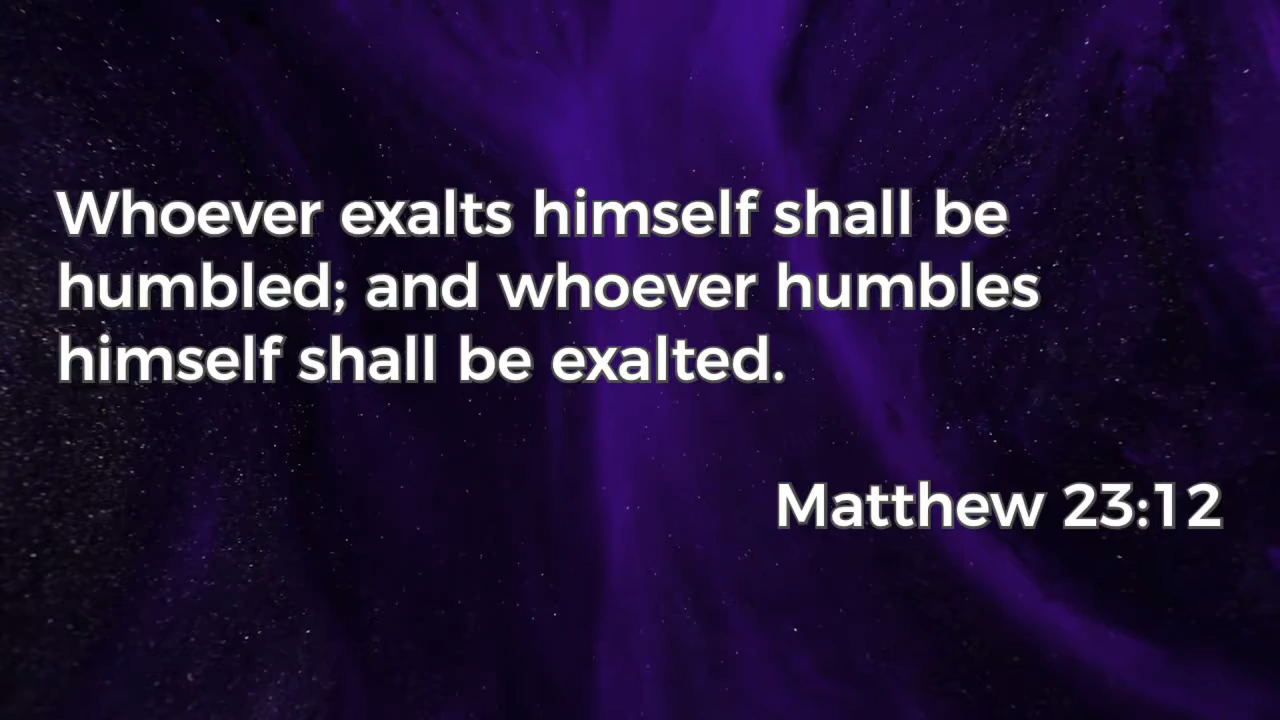 Whoever exalts himself shall be
humbled; and whoever humbles
himself shall be exalted.
Matthew 23:12